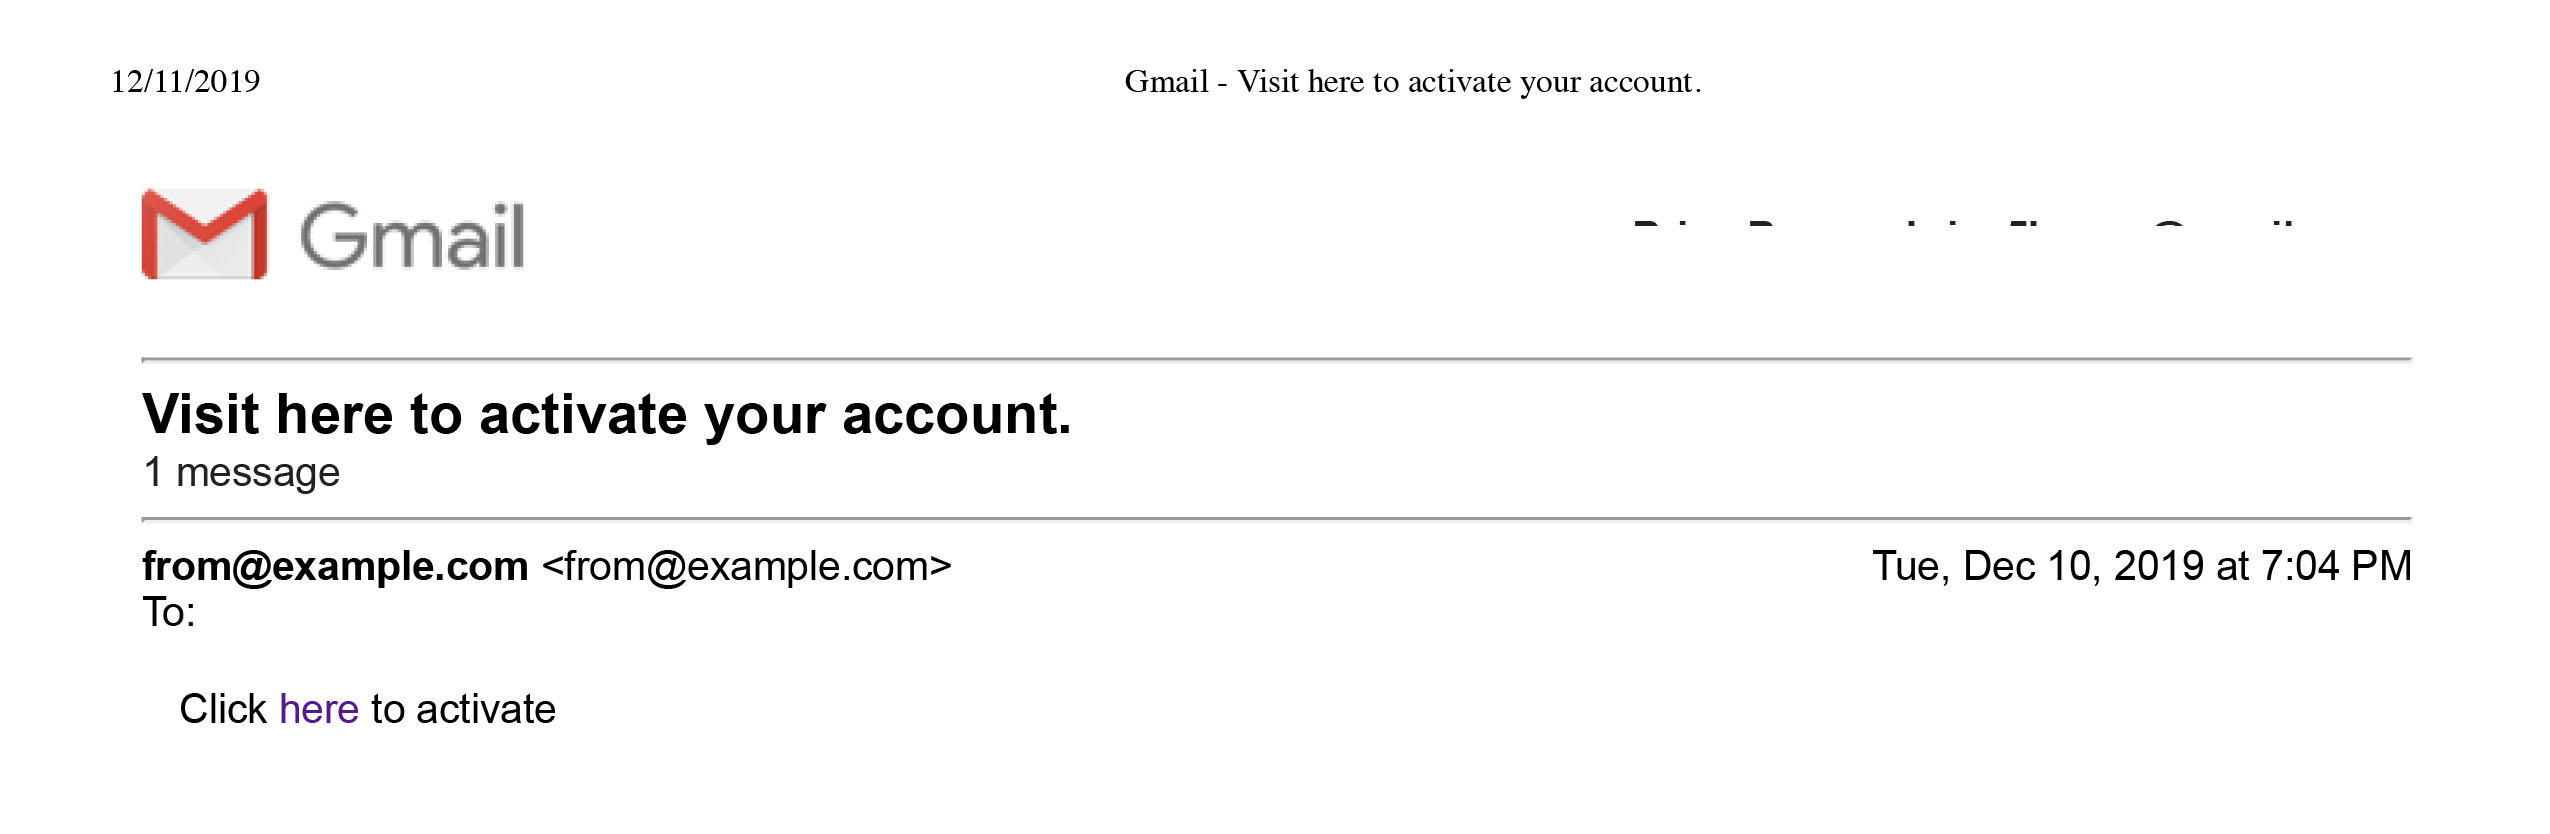 12/11/2019 Gmail - Visit here to activate your account.
Gmail
Visit here to activate your account.
1 message
from@example.com <from@example.com> Tue, Dec 10, 2019 at 7:04 PM
To:
Click here to activate